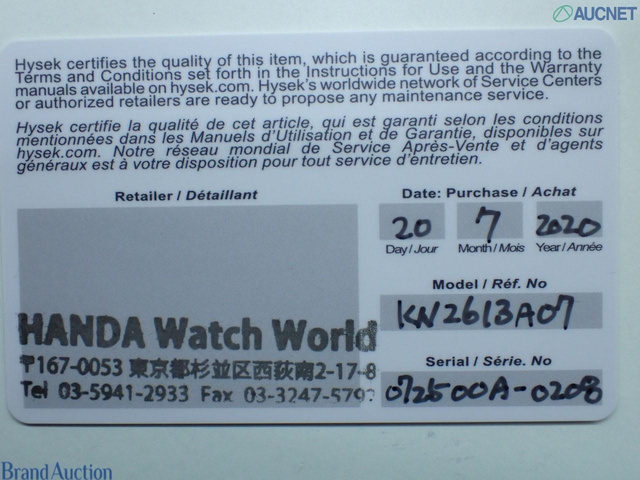 AUCNET
Hysek certifies the quality of this item, which is guaranteed according to the
Terms and Conditions set forth in the Instructions for Use and the Warranty
manuals available on hysek.com. Hysek's worldwide network of Service Centers
or authorized retailers are ready to propose any maintenance service.
Hysek certifie la qualité de cet article, qui est garanti selon les conditions
mentionnées dans les Manuels d'Utilisation et de Garantie, disponibles sur
hysek.com. Notre réseau mondial de Service Après-Vente et d'agents
généraux est à votre disposition pour tout service d'entretien.
Retailer / Détaillant
Date: Purchase / Achat
20 7 2020
Day / Jour Month / Mois Year / Année
Model / Réf. No
KN2613A07
Serial / Série. No
072500A-0208
HANDA Watch World
〒167-0053 東京都杉並区西荻南2-17-8
Tel 03-5941-2933 Fax 03-3247-5792
Brand Auction